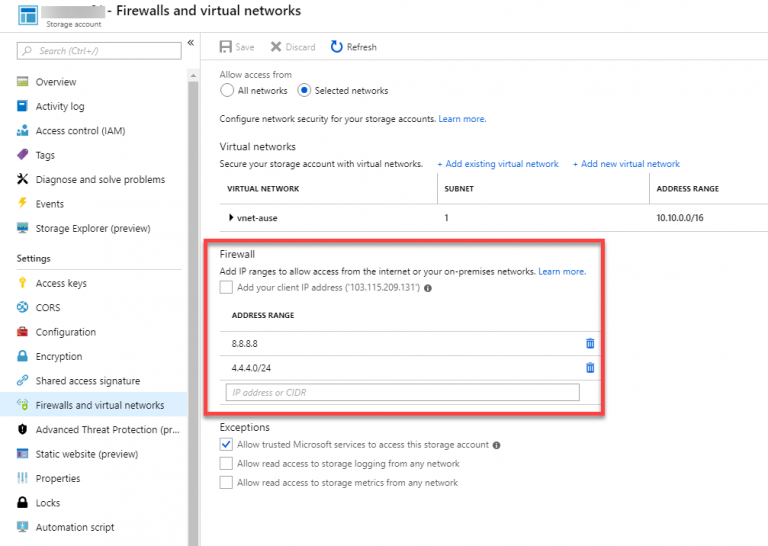 - Firewalls and virtual networks
Storage account
Search (Ctrl+/)
«
Overview
Activity log
Access control (IAM)
Tags
Diagnose and solve problems
Events
Storage Explorer (preview)
Settings
Access keys
CORS
Configuration
Encryption
Shared access signature
Firewalls and virtual networks
Advanced Threat Protection (pr...
Static website (preview)
Properties
Locks
Automation script
Save Discard Refresh
Allow access from
All networks Selected networks
Configure network security for your storage accounts. Learn more.
Virtual networks
Secure your storage account with virtual networks. + Add existing virtual network + Add new virtual network
VIRTUAL NETWORK SUBNET ADDRESS RANGE
vnet-ause 1 10.10.0.0/16
Firewall
Add IP ranges to allow access from the internet or your on-premises networks. Learn more.
Add your client IP address ('103.115.209.131')
ADDRESS RANGE
8.8.8.8
4.4.4.0/24
IP address or CIDR
Exceptions
Allow trusted Microsoft services to access this storage account
Allow read access to storage logging from any network
Allow read access to storage metrics from any network